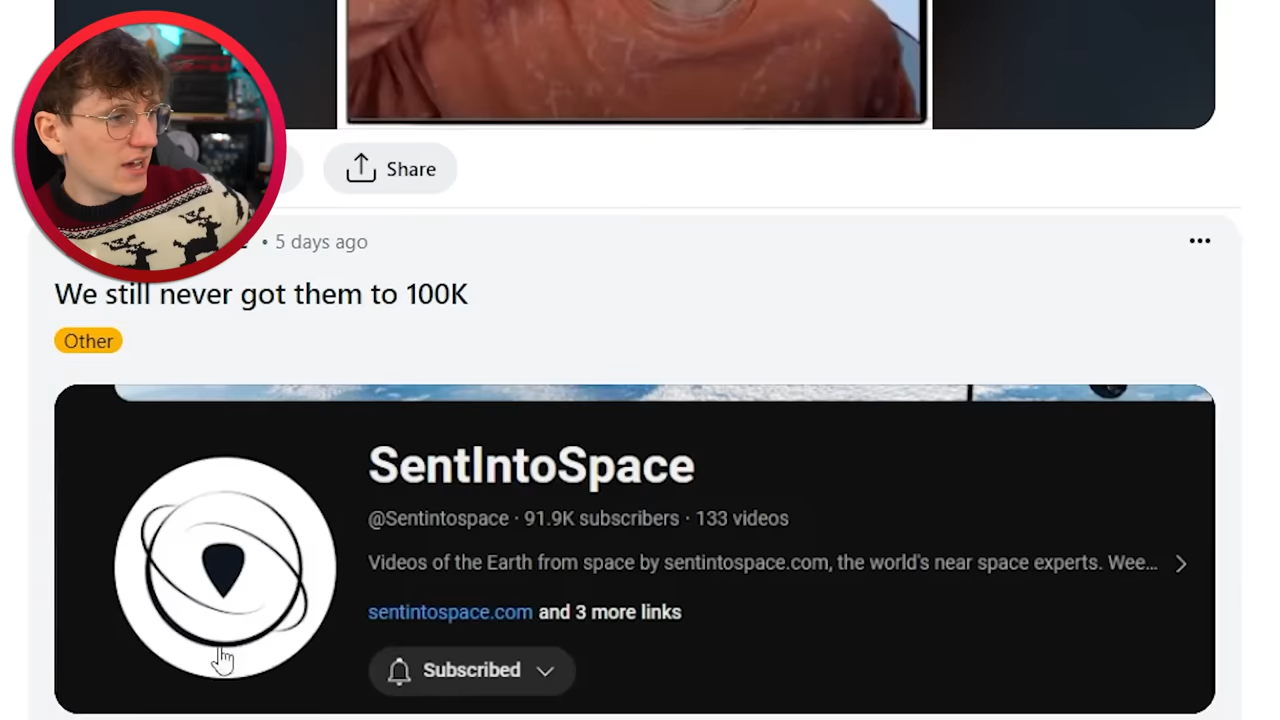 Share
• 5 days ago
We still never got them to 100K
Other
SentIntoSpace
@Sentintospace · 91.9K subscribers · 133 videos
Videos of the Earth from space by sentintospace.com, the world's near space experts. Wee...
sentintospace.com and 3 more links
Subscribed